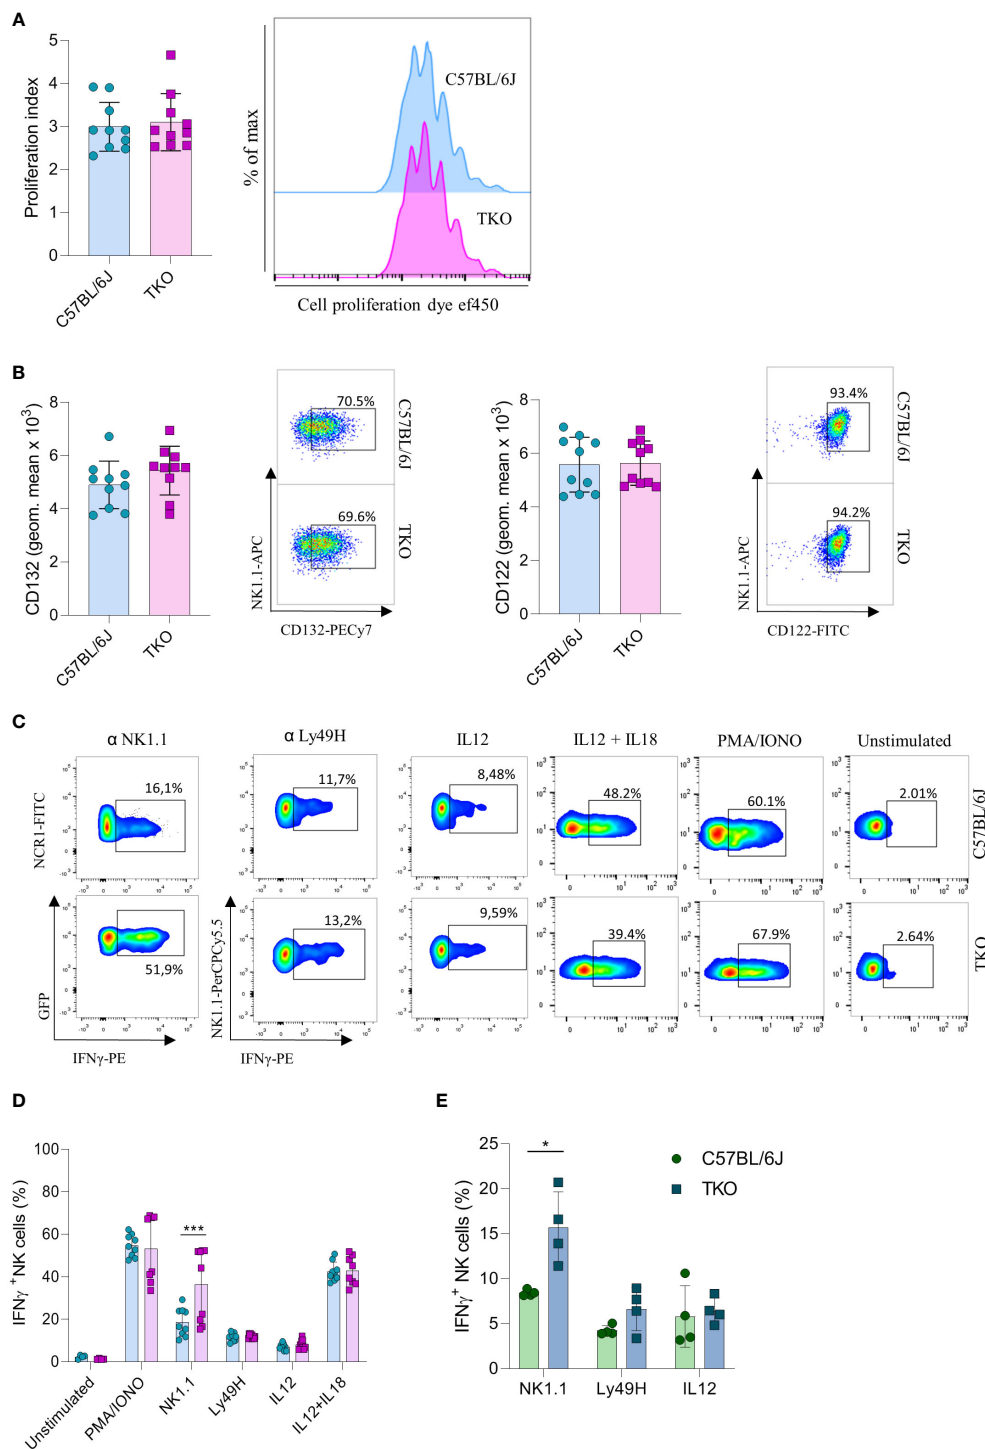 A
Proliferation index
5
4
3
2
1
0
C57BL/6J
TKO
% of max
C57BL/6J
TKO
Cell proliferation dye ef450
B
CD132 (geom. mean x 10³)
8
6
4
2
0
C57BL/6J
TKO
70.5%
C57BL/6J
69.6%
TKO
NK1.1-APC
CD132-PECy7
CD122 (geom. mean x 10³)
8
6
4
2
0
C57BL/6J
TKO
93.4%
C57BL/6J
94.2%
TKO
NK1.1-APC
CD122-FITC
C
α NK1.1
α Ly49H
IL12
IL12 + IL18
PMA/IONO
Unstimulated
NCR1-FITC
16,1%
11,7%
8,48%
48.2%
60.1%
2.01%
C57BL/6J
GFP
51,9%
NK1.1-PerCPCy5.5
13,2%
9,59%
39.4%
67.9%
2.64%
TKO
IFNγ-PE
IFNγ-PE
D
IFNγ ⁺NK cells (%)
100
80
60
40
20
0
***
Unstimulated
PMA/IONO
NK1.1
Ly49H
IL12
IL12+IL18
E
IFNγ⁺ NK cells (%)
25
20
15
10
5
0
*
C57BL/6J
TKO
NK1.1
Ly49H
IL12